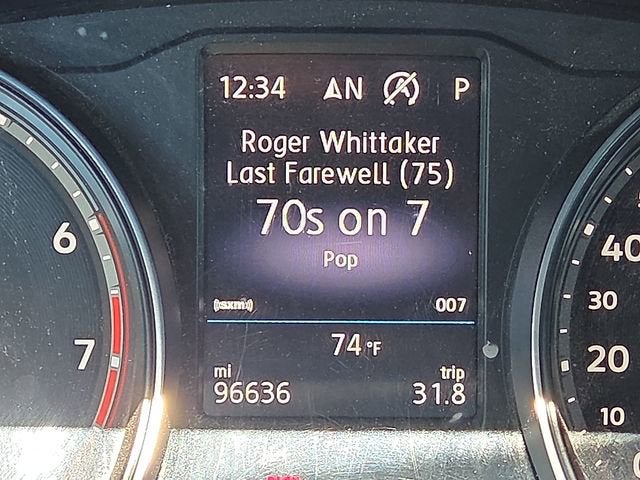 12:34 N P
Roger Whittaker
Last Farewell (75)
70s on 7
Pop
((sxm)) 007
74 °F
mi trip
96636 31.8
6
7
40
30
20
10